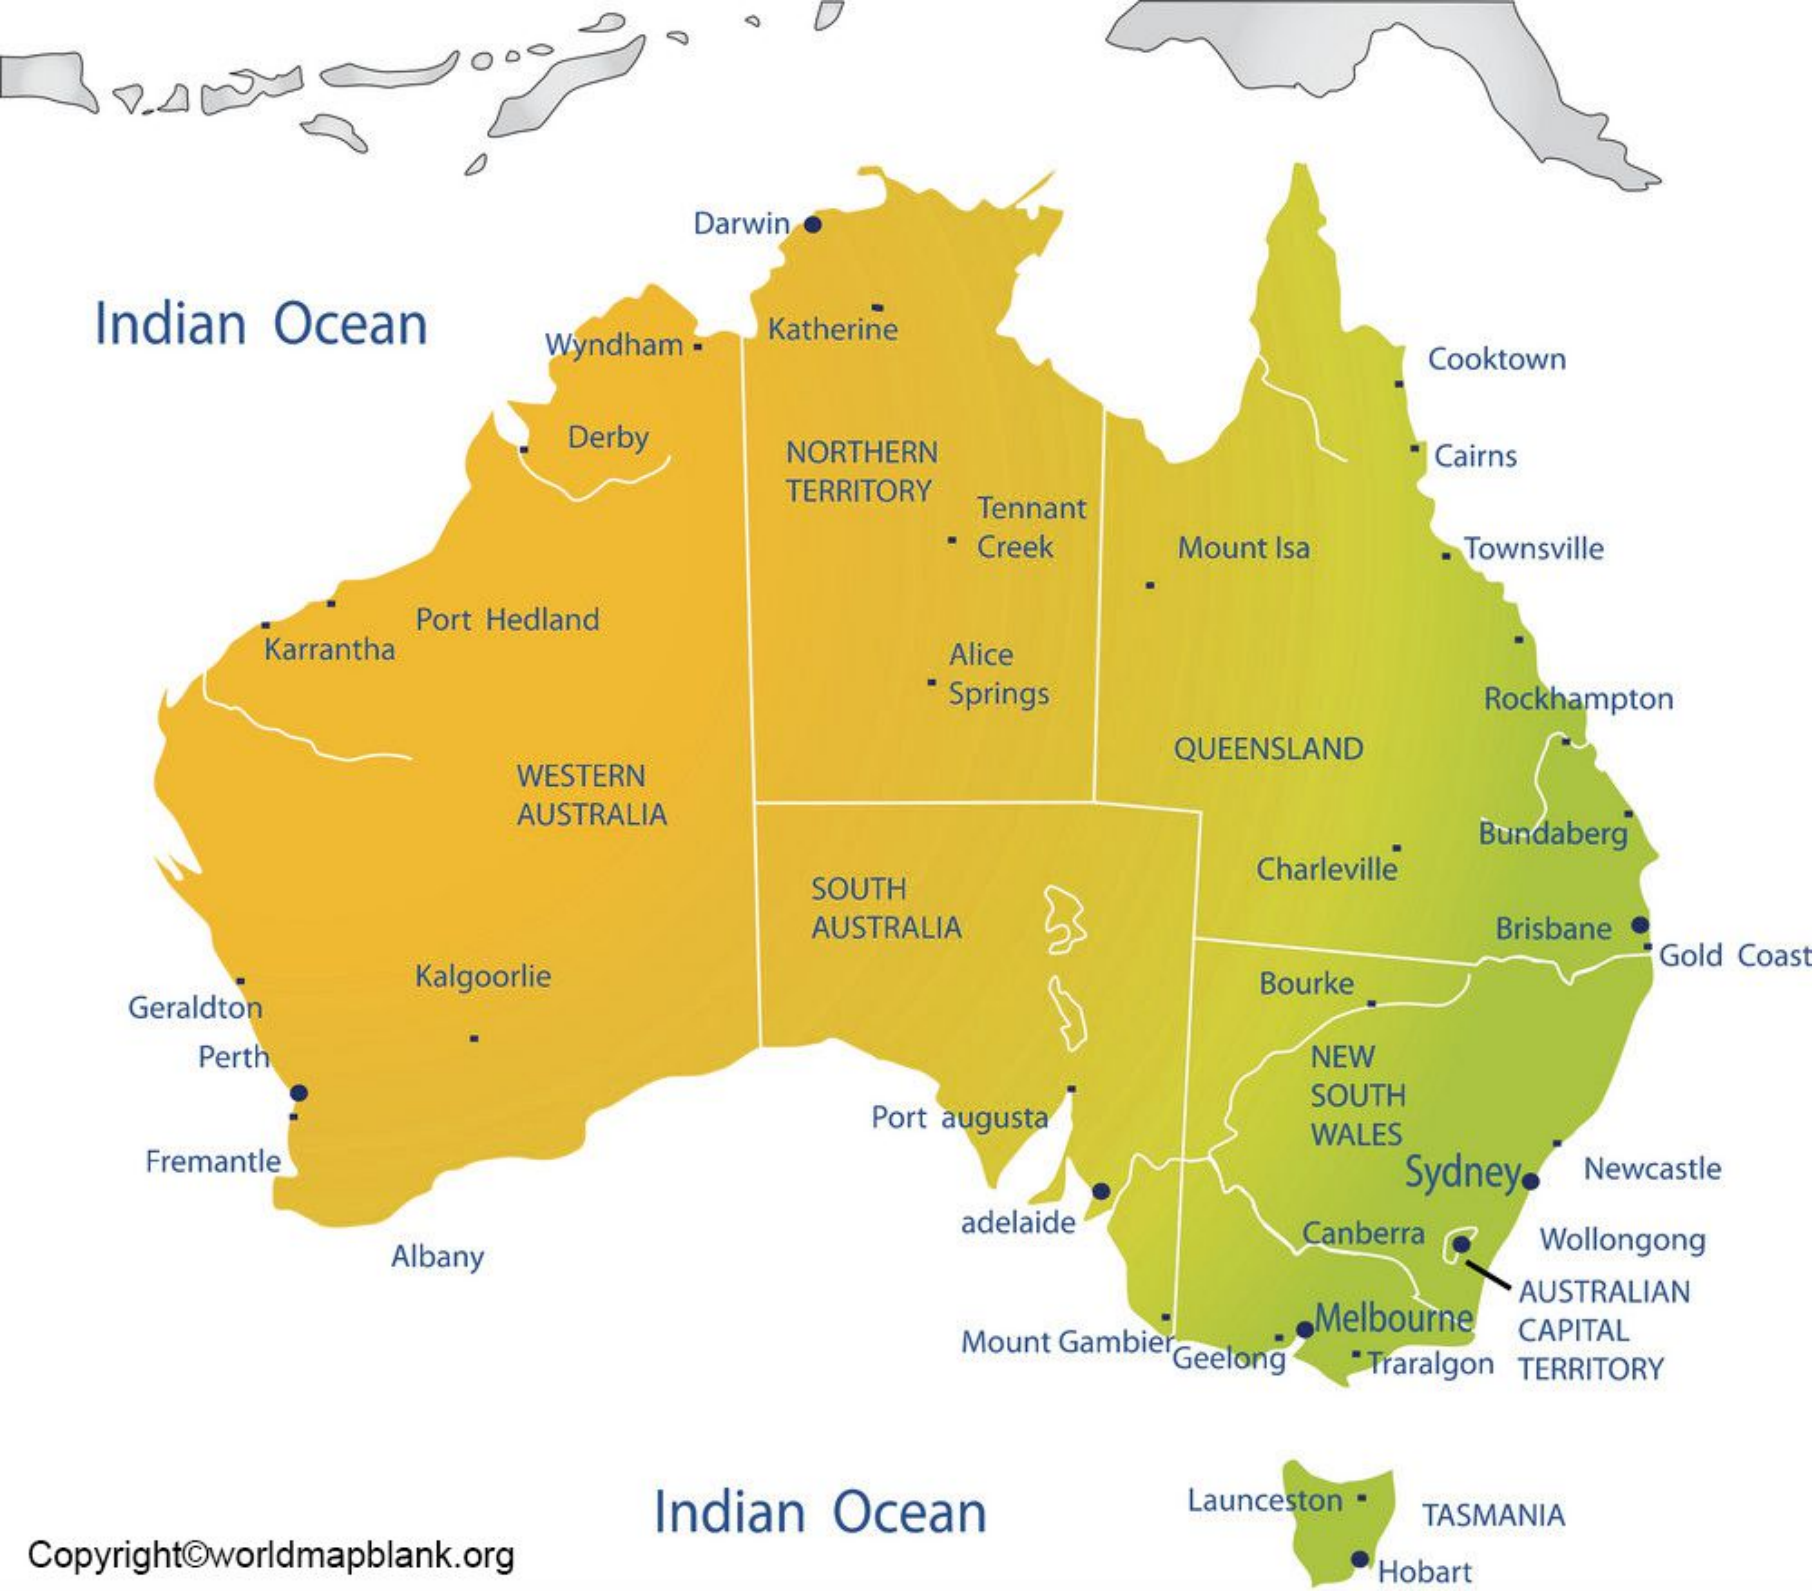 Darwin
Indian Ocean
Katherine
Wyndham
Cooktown
Derby
NORTHERN
TERRITORY
Cairns
Tennant
Creek
Mount Isa
Townsville
Port Hedland
Karrantha
Alice
Springs
Rockhampton
QUEENSLAND
WESTERN
AUSTRALIA
Bundaberg
Charleville
SOUTH
AUSTRALIA
Brisbane
Gold Coast
Kalgoorlie
Bourke
Geraldton
Perth
NEW
SOUTH
WALES
Port augusta
Fremantle
Sydney
Newcastle
adelaide
Canberra
Wollongong
Albany
AUSTRALIAN
CAPITAL
TERRITORY
Melbourne
Mount Gambier
Geelong
Traralgon
Launceston
TASMANIA
Indian Ocean
Copyright©worldmapblank.org
Hobart